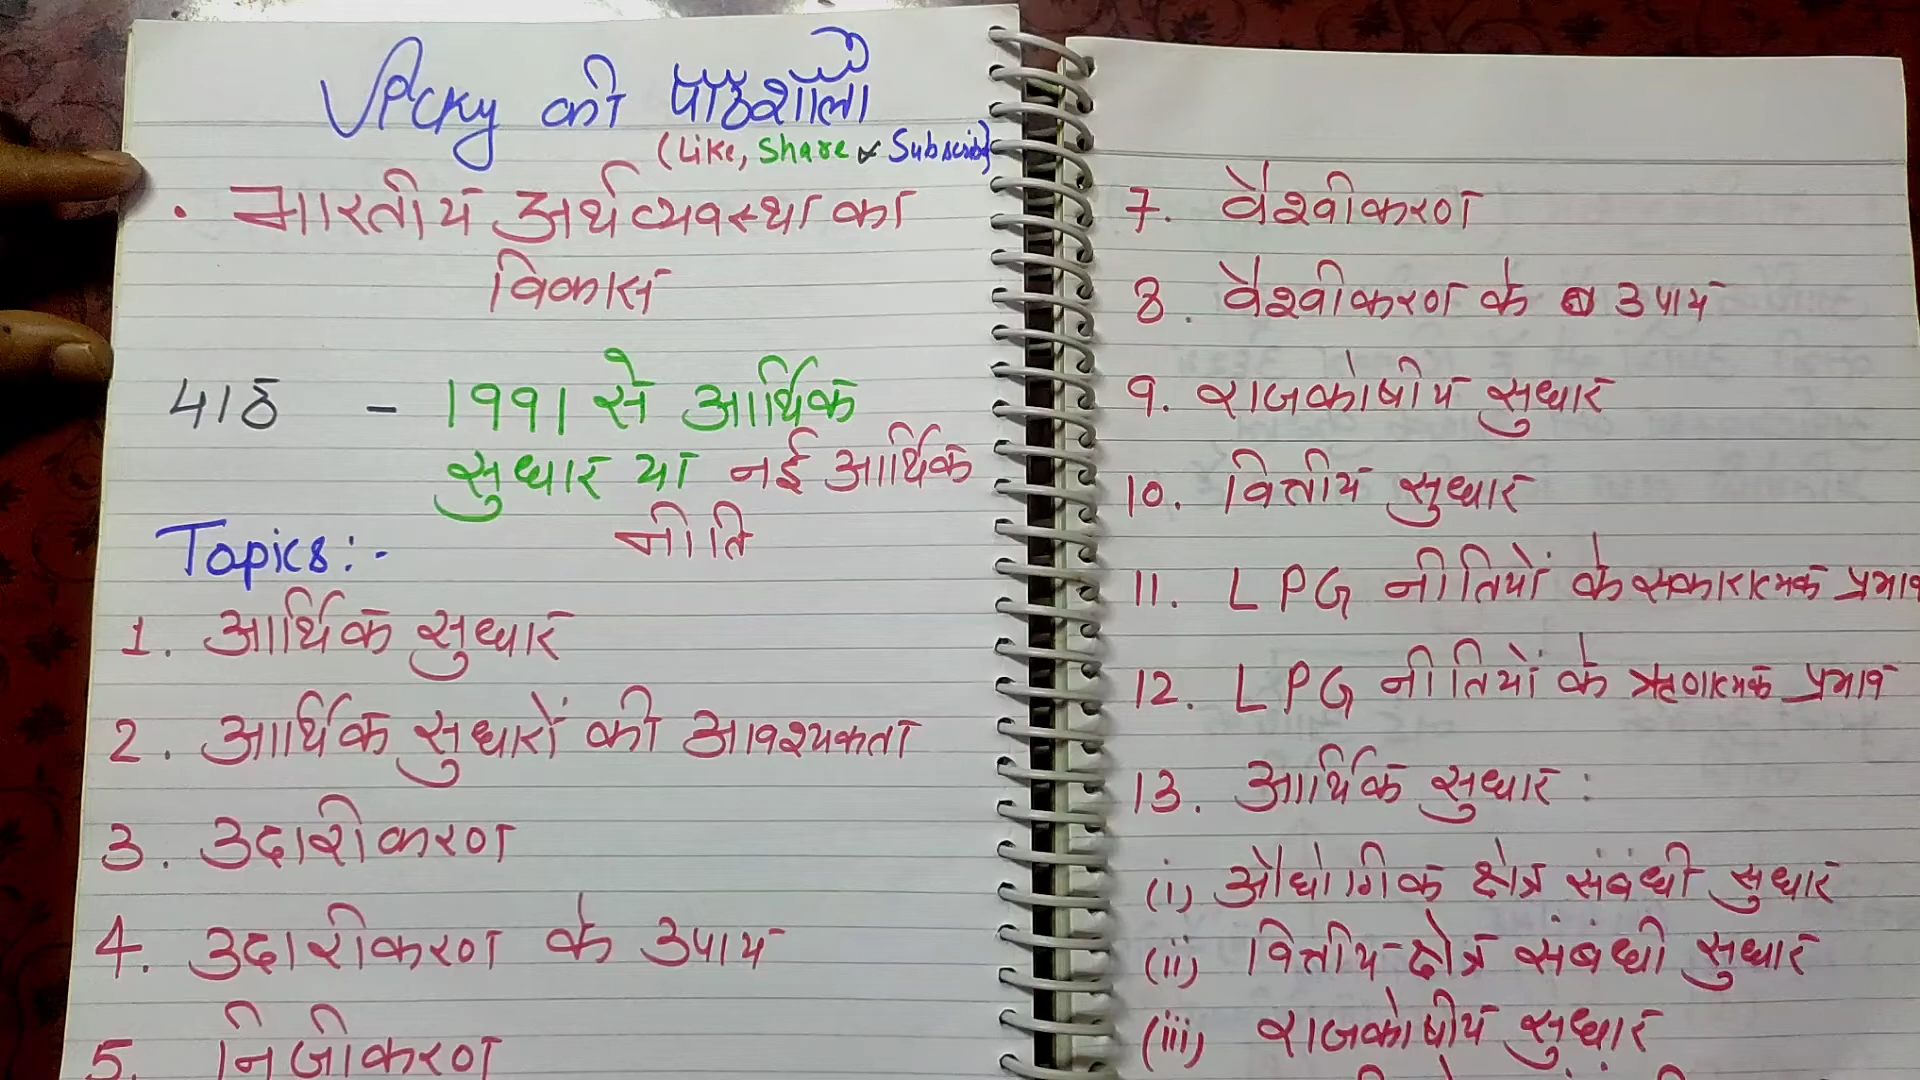 Vicky की पाठशाला
(Like, Share & Subscribe)
• भारतीय अर्थव्यवस्था का
विकास
पाठ - 1991 से आर्थिक
सुधार या नई आर्थिक
नीति
Topics:-
1. आर्थिक सुधार
2. आर्थिक सुधारों की आवश्यकता
3. उदारीकरण
4. उदारीकरण के उपाय
5. निजीकरण
7. वैश्वीकरण
8. वैश्वीकरण के उपाय
9. राजकोषीय सुधार
10. वित्तीय सुधार
11. LPG नीतियों के सकारात्मक प्रभाव
12. LPG नीतियों के ऋणात्मक प्रभाव
13. आर्थिक सुधार:
(i) औद्योगिक क्षेत्र संबंधी सुधार
(ii) वित्तीय क्षेत्र संबंधी सुधार
(iii) राजकोषीय सुधार